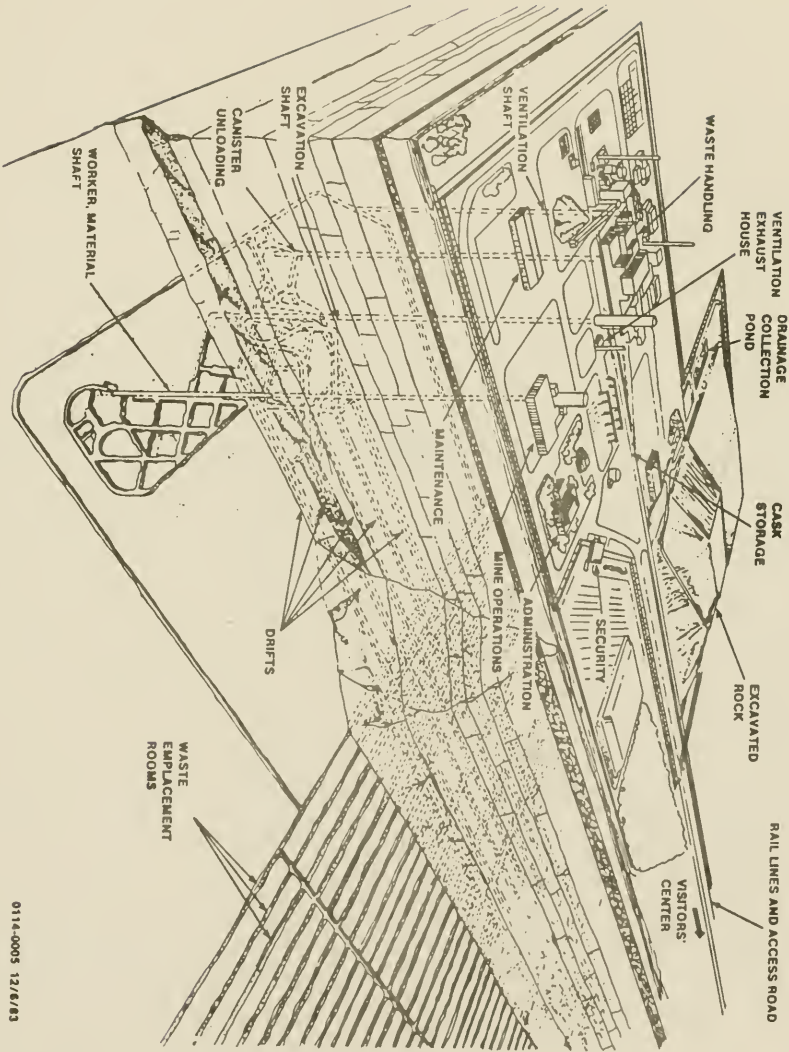 RAIL LINES AND ACCESS ROAD
VISITORS'
CENTER
EXCAVATED
ROCK
CASK
STORAGE
DRAINAGE
COLLECTION
POND
VENTILATION
EXHAUST
HOUSE
WASTE HANDLING
VENTILATION
SHAFT
SECURITY
ADMINISTRATION
MINE OPERATIONS
MAINTENANCE
EXCAVATION
SHAFT
CANISTER
UNLOADING
WORKER, MATERIAL
SHAFT
DRIFTS
WASTE
EMPLACEMENT
ROOMS
0114-0005 12/6/83